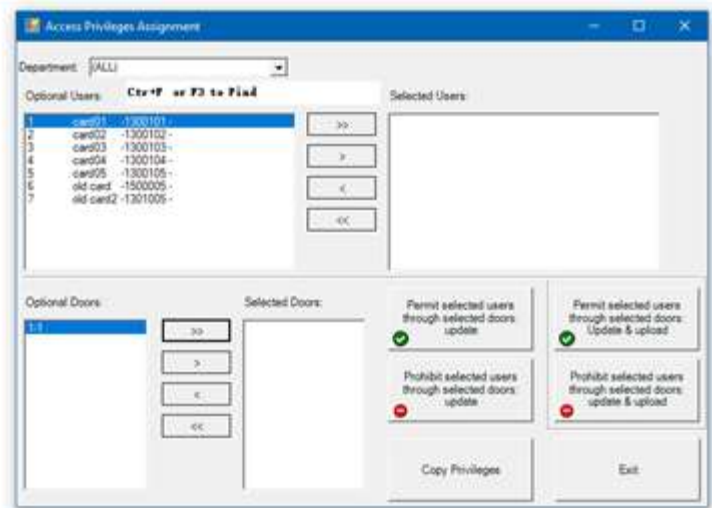 Access Privileges Assignment
Department: (ALL)
Optional Users: Ctr+F or F3 to Find
Selected Users:
1 card01 -1300101 -
2 card02 -1300102 -
3 card03 -1300103 -
4 card04 -1300104 -
5 card05 -1300105 -
6 old card -1500005 -
7 old card2 -1301005 -
>>
>
<
<<
Optional Doors:
Selected Doors:
1-1
>>
>
<
<<
Permit selected users
through selected doors:
update
Permit selected users
through selected doors:
Update & upload
Prohibit selected users
through selected doors:
update
Prohibit selected users
through selected doors:
update & upload
Copy Privileges
Exit